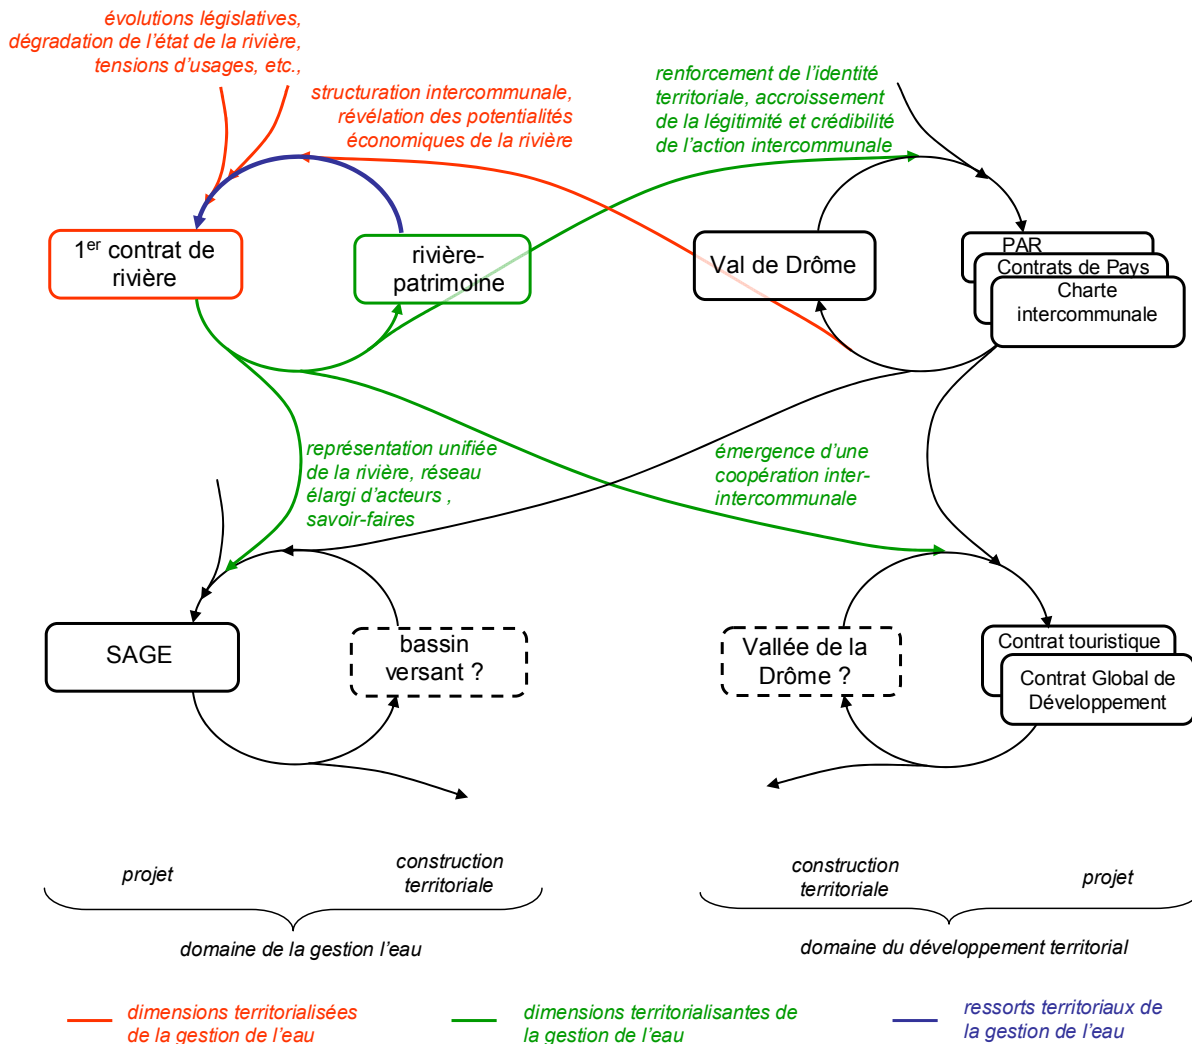 évolutions législatives,
dégradation de l'état de la rivière,
tensions d'usages, etc.,
structuration intercommunale,
révélation des potentialités
économiques de la rivière
renforcement de l'identité
territoriale, accroissement
de la légitimité et crédibilité
de l'action intercommunale
1er contrat de
rivière
rivière-
patrimoine
Val de Drôme
PAR
Contrats de Pays
Charte
intercommunale
représentation unifiée
de la rivière, réseau
élargi d'acteurs ,
savoir-faires
émergence d'une
coopération inter-
intercommunale
SAGE
bassin
versant ?
Vallée de la
Drôme ?
Contrat touristique
Contrat Global de
Développement
projet
construction
territoriale
construction
territoriale
projet
domaine de la gestion l'eau
domaine du développement territorial
dimensions territorialisées
de la gestion de l'eau
dimensions territorialisantes de
la gestion de l'eau
ressorts territoriaux de
la gestion de l'eau